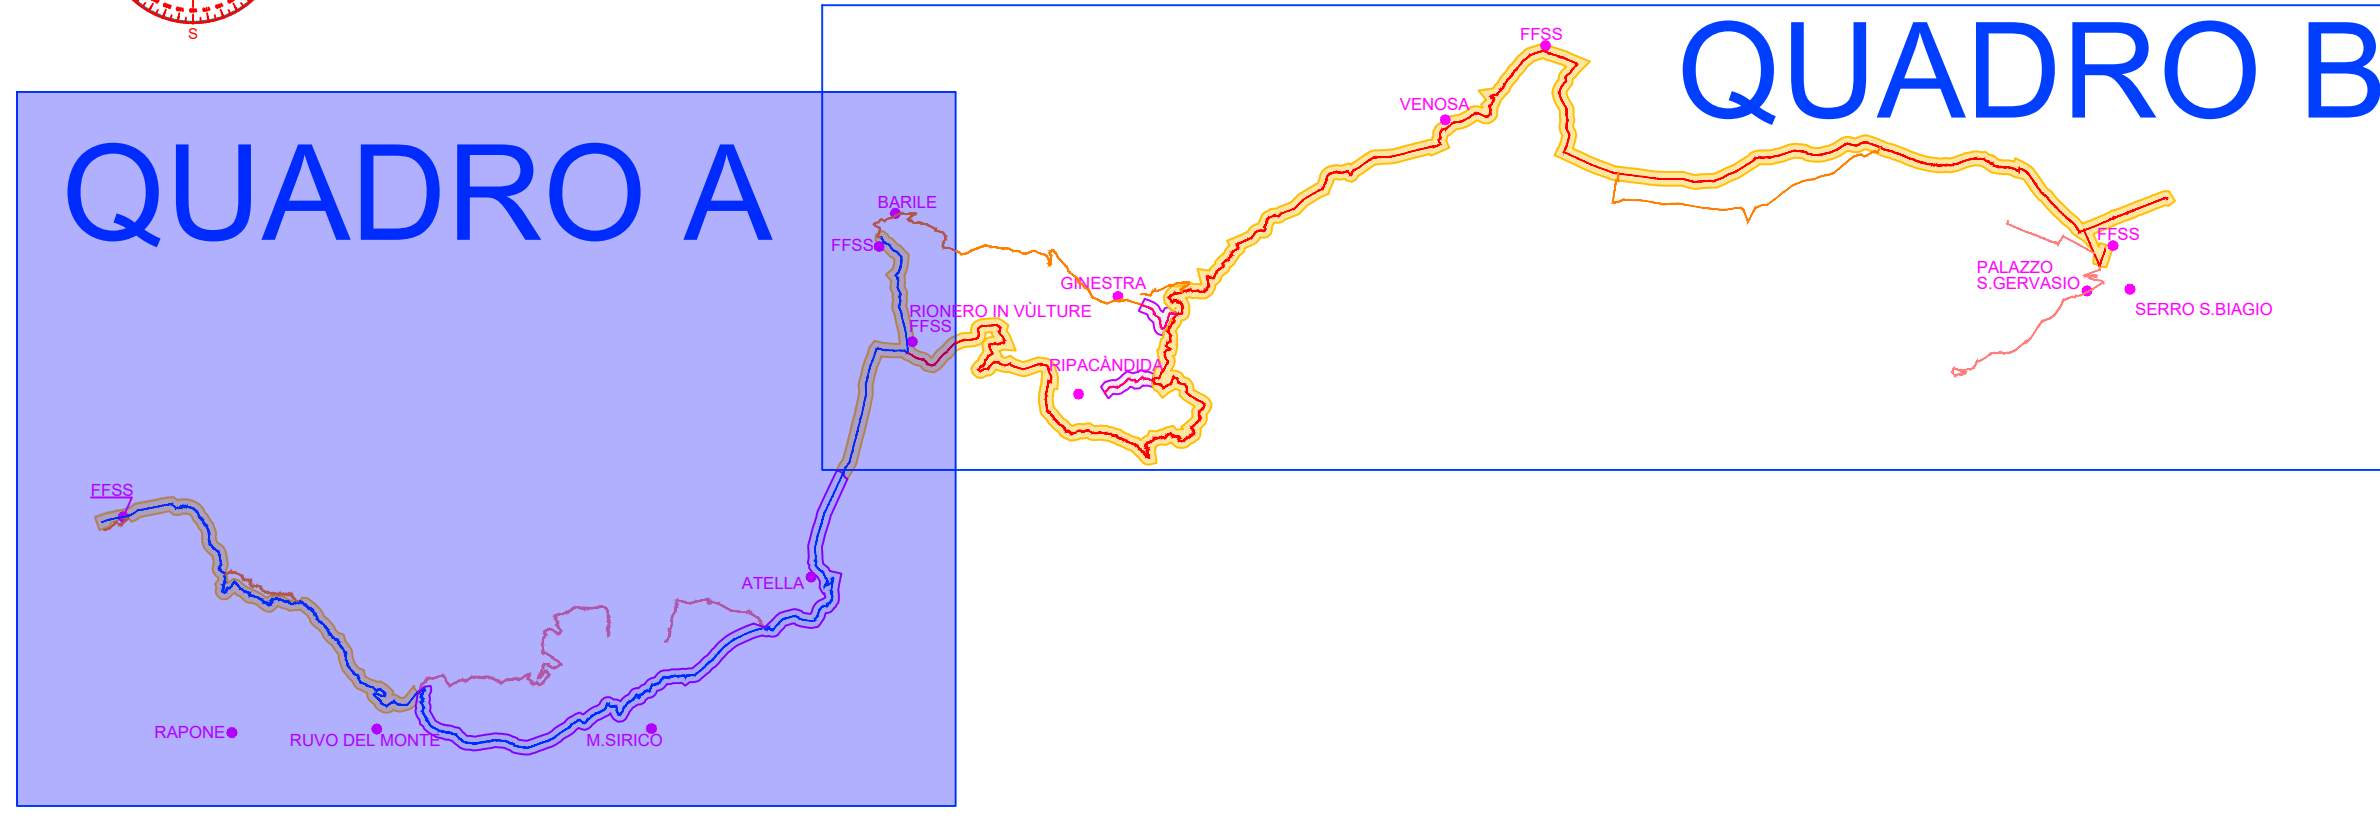 S
FFSS
QUADRO B
VENOSA
QUADRO A
BARILE
FFSS
FFSS
PALAZZO
S.GERVASIO
GINESTRA
RIONERO IN VÙLTURE
FFSS
SERRO S.BIAGIO
RIPACÀNDIDA
FFSS
ATELLA
RAPONE
RUVO DEL MONTE
M.SIRICO